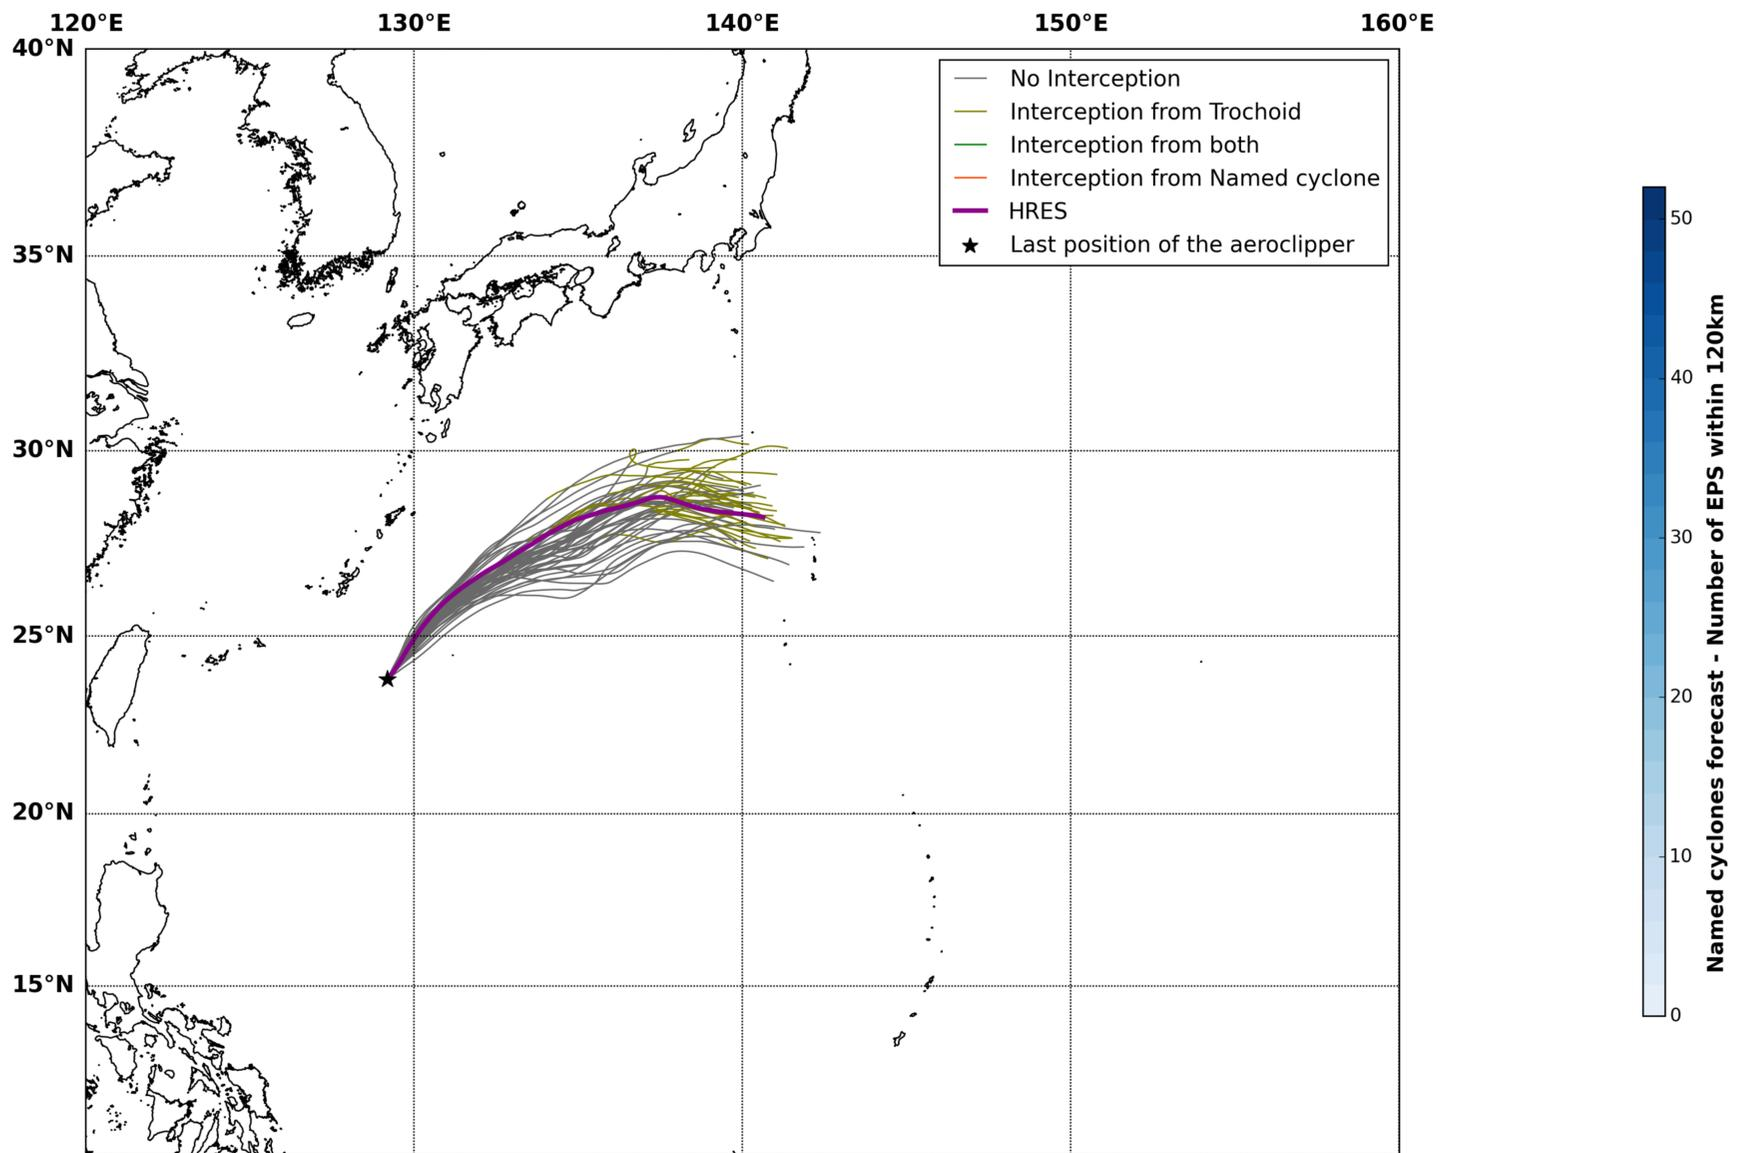 120°E 130°E 140°E 150°E 160°E
40°N
35°N
30°N
25°N
20°N
15°N
No Interception
Interception from Trochoid
Interception from both
Interception from Named cyclone
HRES
Last position of the aeroclipper
50
40
30
20
10
0
Named cyclones forecast - Number of EPS within 120km